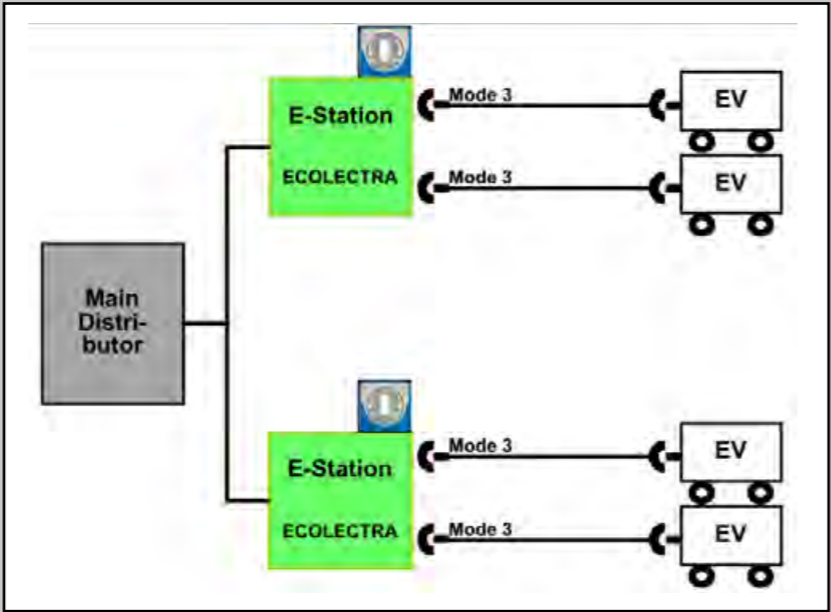 E-Station
ECOLECTRA
Mode 3
EV
Mode 3
EV
Main
Distri-
butor
E-Station
ECOLECTRA
Mode 3
EV
Mode 3
EV